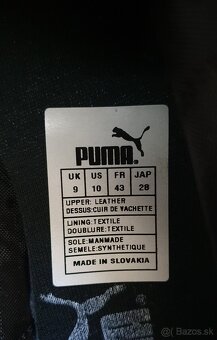 PUMA.
UK US FR JAP
9 10 43 28
UPPER: LEATHER
DESSUS:CUIR DE VACHETTE
LINING:TEXTILE
DOUBLURE:TEXTILE
SOLE:MANMADE
SEMELE:SYNTHETIQUE
MADE IN SLOVAKIA
Bazos.sk